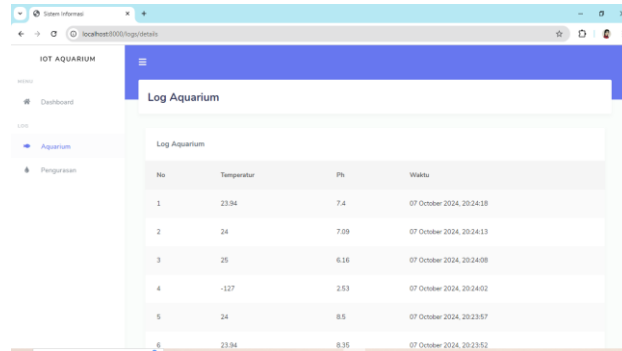 Sistem Informasi
localhost:8000/logs/details
IOT AQUARIUM
MENU
Dashboard
LOG
Aquarium
Pengurasan
Log Aquarium
Log Aquarium
No Temperatur Ph Waktu
1 23.94 7.4 07 October 2024, 20:24:18
2 24 7.09 07 October 2024, 20:24:13
3 25 6.16 07 October 2024, 20:24:08
4 -127 2.53 07 October 2024, 20:24:02
5 24 8.5 07 October 2024, 20:23:57
6 23.94 8.35 07 October 2024, 20:23:52